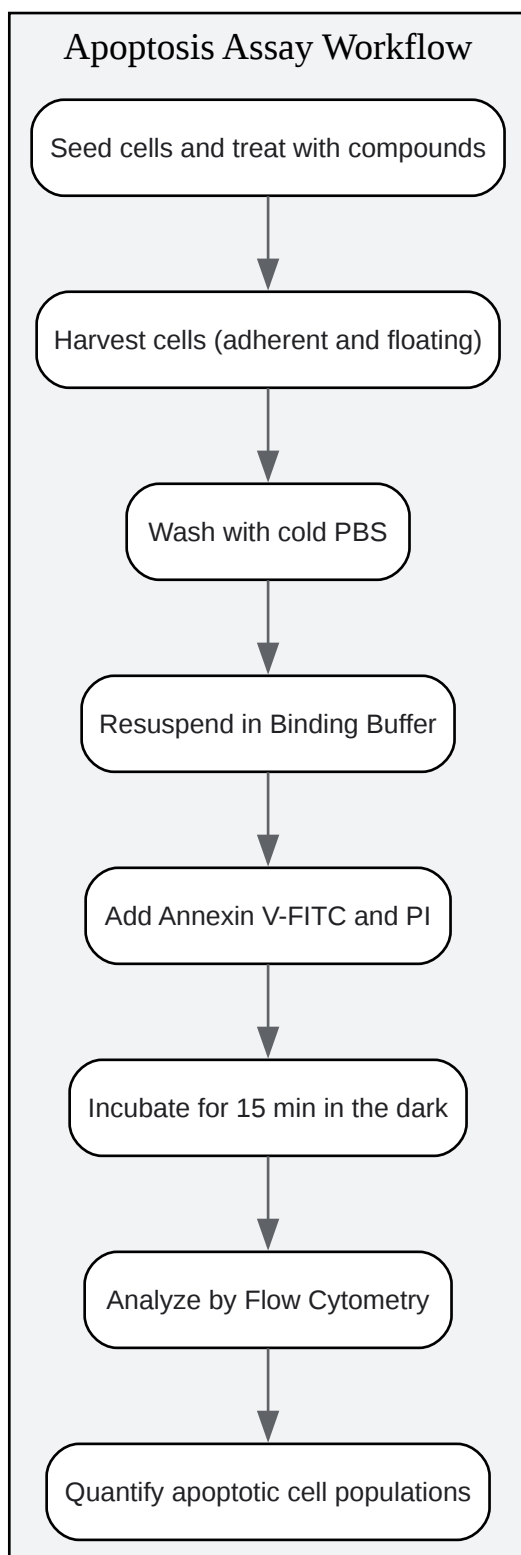 Apoptosis Assay Workflow
Seed cells and treat with compounds
Harvest cells (adherent and floating)
Wash with cold PBS
Resuspend in Binding Buffer
Add Annexin V-FITC and PI
Incubate for 15 min in the dark
Analyze by Flow Cytometry
Quantify apoptotic cell populations